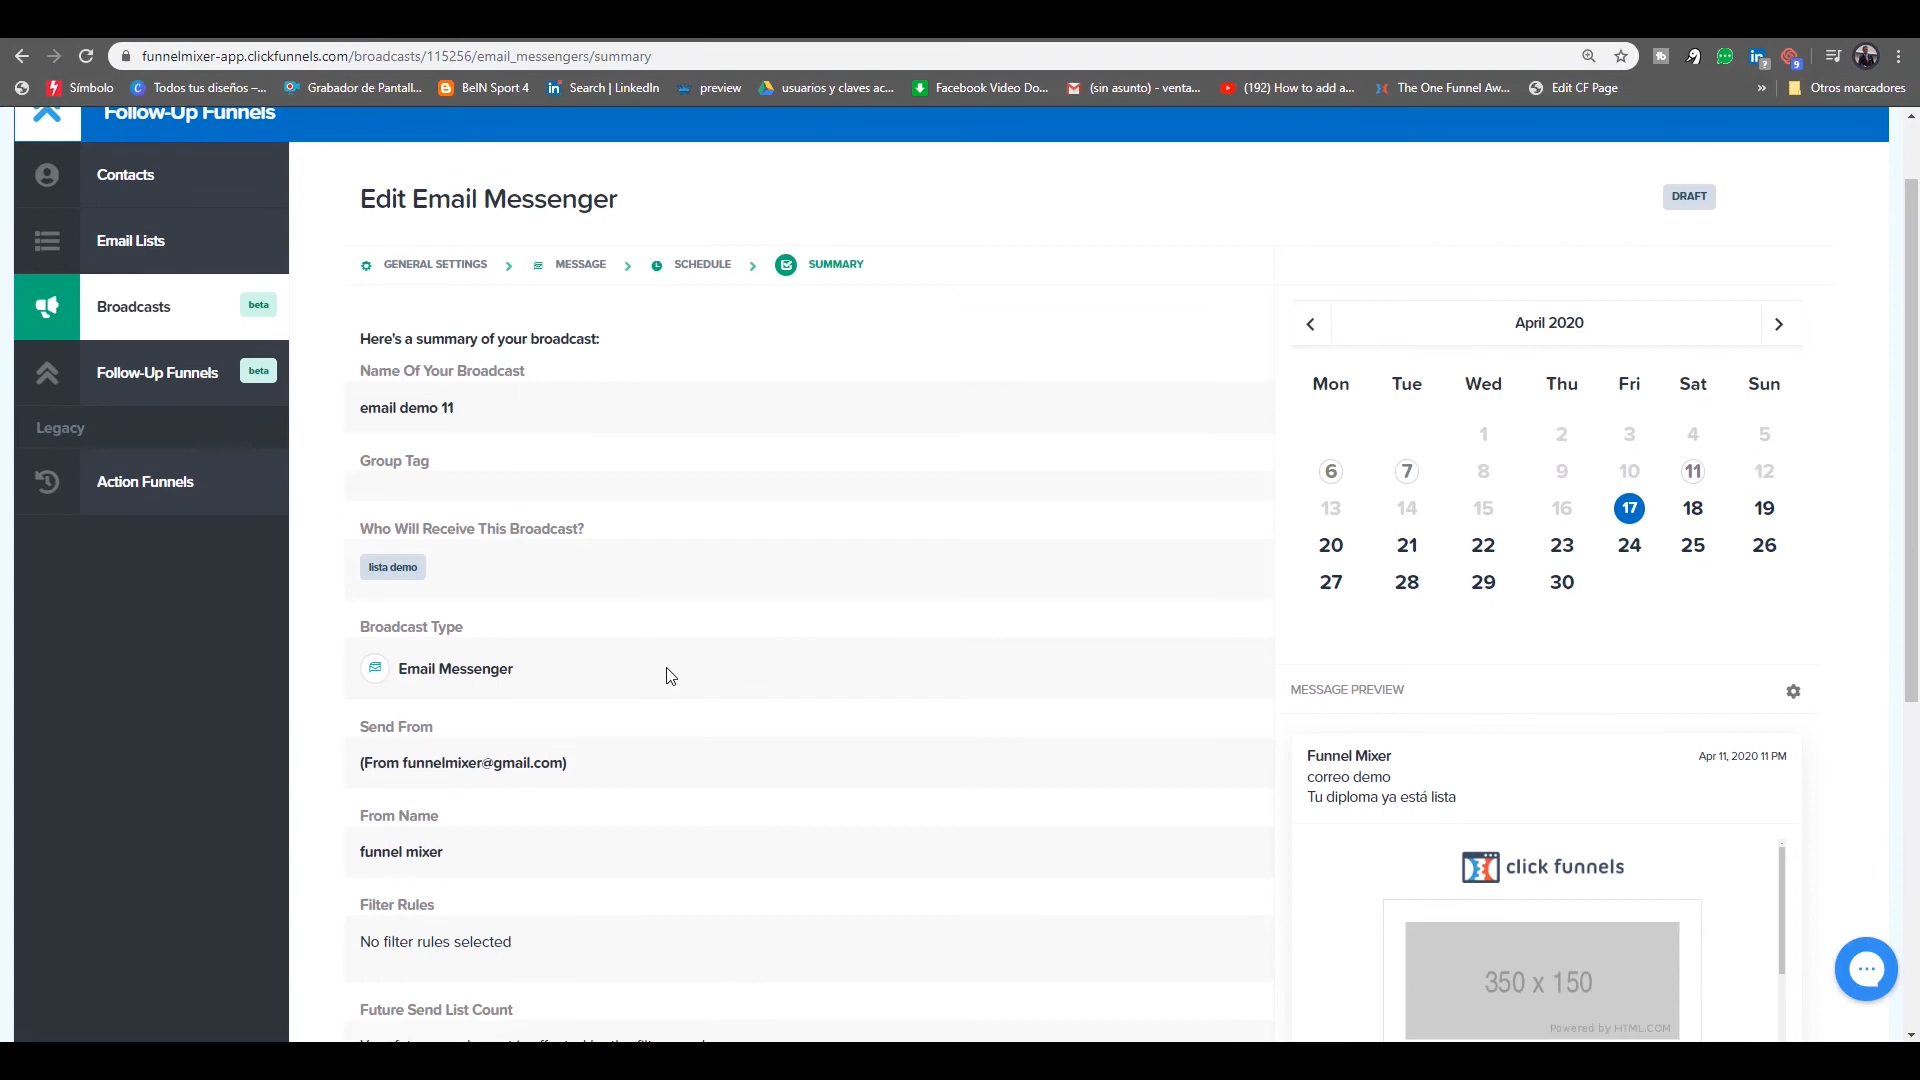 funnelmixer-app.clickfunnels.com/broadcasts/115256/email_messengers/summary
Símbolo
Todos tus diseños –...
Grabador de Pantall...
BeIN Sport 4
Search | LinkedIn
preview
usuarios y claves ac...
Facebook Video Do...
(sin asunto) - venta...
(192) How to add a...
The One Funnel Aw...
Edit CF Page
Otros marcadores
Follow-Up Funnels
Contacts
Email Lists
Broadcasts beta
Follow-Up Funnels beta
Legacy
Action Funnels
Edit Email Messenger
DRAFT
GENERAL SETTINGS
MESSAGE
SCHEDULE
SUMMARY
Here's a summary of your broadcast:
Name Of Your Broadcast
email demo 11
Group Tag
Who Will Receive This Broadcast?
lista demo
Broadcast Type
Email Messenger
Send From
(From funnelmixer@gmail.com)
From Name
funnel mixer
Filter Rules
No filter rules selected
Future Send List Count
April 2020
Mon Tue Wed Thu Fri Sat Sun
1 2 3 4 5
6 7 8 9 10 11 12
13 14 15 16 17 18 19
20 21 22 23 24 25 26
27 28 29 30
MESSAGE PREVIEW
Funnel Mixer Apr 11, 2020 11 PM
correo demo
Tu diploma ya está lista
click funnels
350 x 150
Powered by HTML.COM